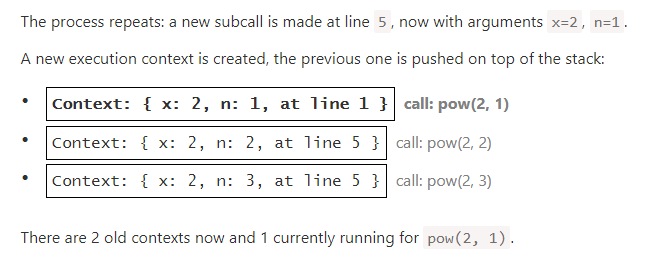 The process repeats: a new subcall is made at line 5, now with arguments x=2, n=1.
A new execution context is created, the previous one is pushed on top of the stack:
• Context: { x: 2, n: 1, at line 1 } call: pow(2, 1)
• Context: { x: 2, n: 2, at line 5 } call: pow(2, 2)
• Context: { x: 2, n: 3, at line 5 } call: pow(2, 3)
There are 2 old contexts now and 1 currently running for pow(2, 1).